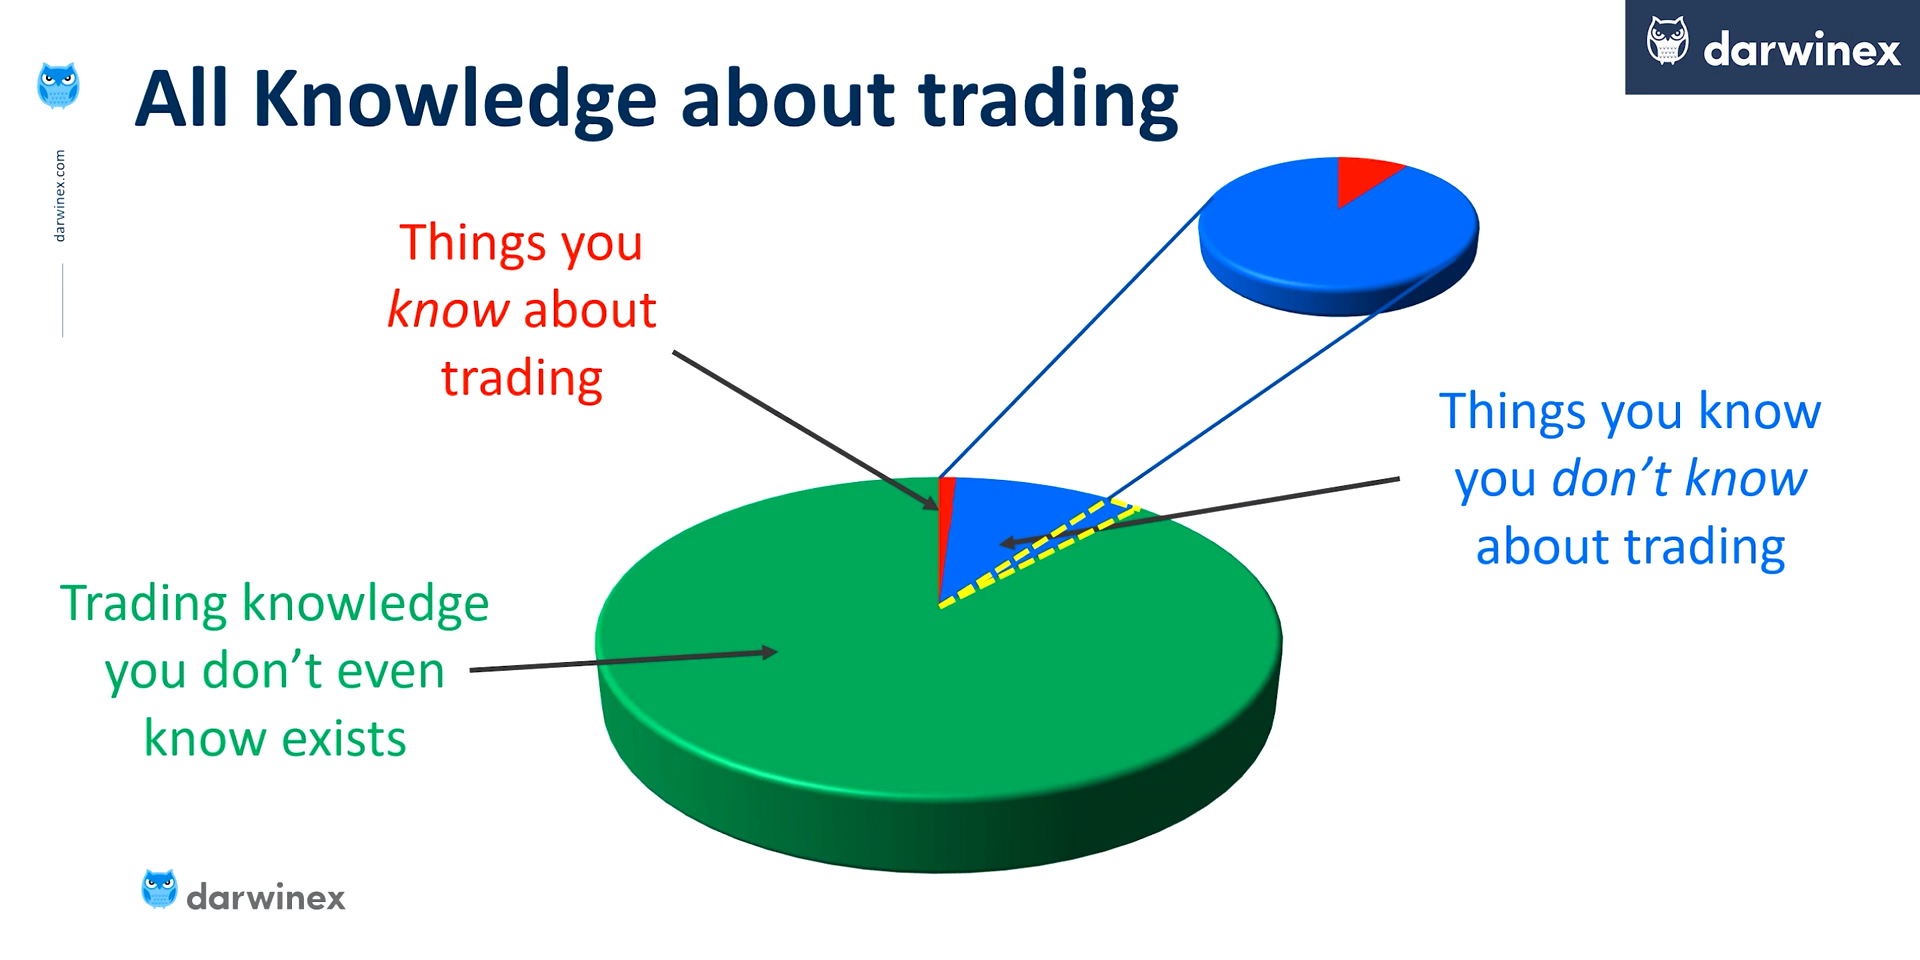 darwinex
All Knowledge about trading
darwinex.com
Things you
know about
trading
Things you know
you don't know
about trading
Trading knowledge
you don't even
know exists
darwinex